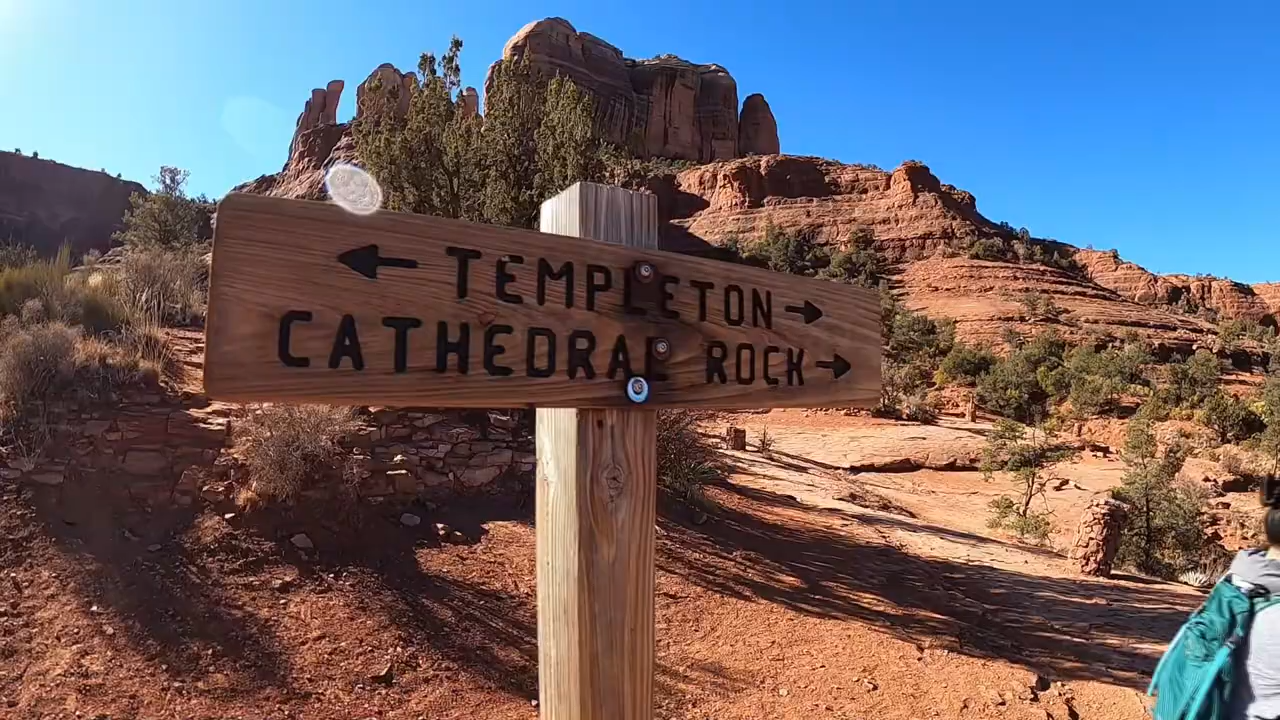 ← TEMPLETON →
CATHEDRAL ROCK →